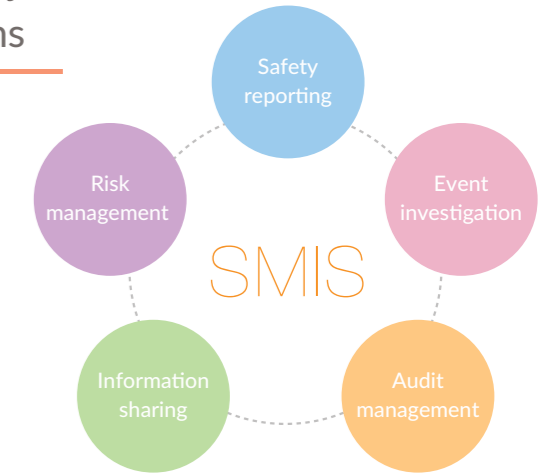 ns
Safety
reporting
Risk
management
Event
investigation
SMIS
Information
sharing
Audit
management